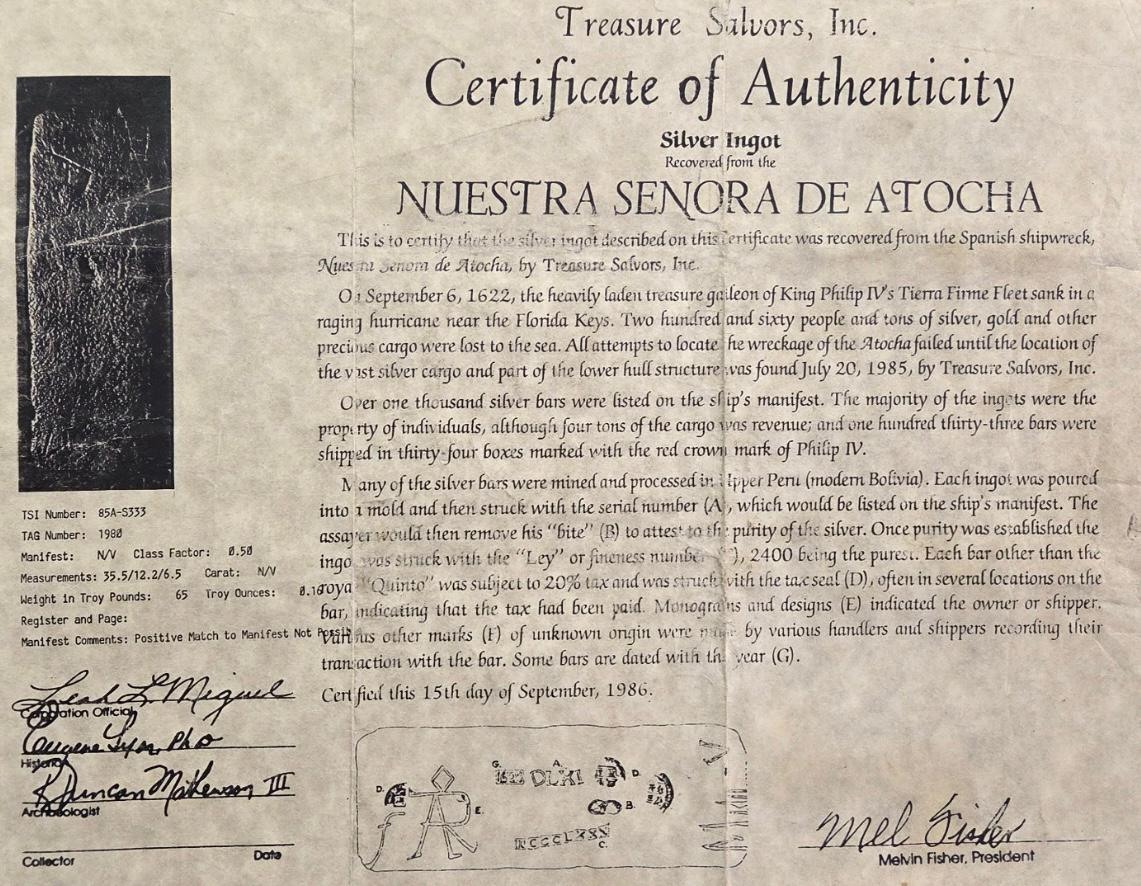 Treasure Salvors, Inc.
Certificate of Authenticity
Silver Ingot
Recovered from the
NUESTRA SENORA DE ATOCHA
This is to certify that the silver ingot described on this Certificate was recovered from the Spanish shipwreck,
Nuestra Senora de Atocha, by Treasure Salvors, Inc.
On September 6, 1622, the heavily laden treasure galleon of King Philip IV's Tierra Firme Fleet sank in a
raging hurricane near the Florida Keys. Two hundred and sixty people and tons of silver, gold and other
precious cargo were lost to the sea. All attempts to locate the wreckage of the Atocha failed until the location of
the vast silver cargo and part of the lower hull structure was found July 20, 1985, by Treasure Salvors, Inc.
Over one thousand silver bars were listed on the ship's manifest. The majority of the ingots were the
property of individuals, although four tons of the cargo was revenue; and one hundred thirty-three bars were
shipped in thirty-four boxes marked with the red crown mark of Philip IV.
Many of the silver bars were mined and processed in Upper Peru (modern Bolivia). Each ingot was poured
into a mold and then struck with the serial number (A), which would be listed on the ship's manifest. The
assayer would then remove his "bite" (B) to attest to the purity of the silver. Once purity was established the
ingot was struck with the "Ley" or fineness number (C), 2400 being the purest. Each bar other than the
royal "Quinto" was subject to 20% tax and was struck with the tax seal (D), often in several locations on the
bar, indicating that the tax had been paid. Monograms and designs (E) indicated the owner or shipper.
Various other marks (F) of unknown origin were made by various handlers and shippers recording their
transaction with the bar. Some bars are dated with the year (G).
Certified this 15th day of September, 1986.
TSI Number: 85A-S333
TAG Number: 1980
Manifest: N/V Class Factor: 0.50
Measurements: 35.5/12.2/6.5 Carat: N/V
Weight in Troy Pounds: 65 Troy Ounces: 0.10
Register and Page:
Manifest Comments: Positive Match to Manifest Not Possible
Leah L. Miguel
Corporation Official
Eugene Lyon, PhD
Historian
R Duncan Mathewson III
Archaeologist
Collector Date
G. A. D.
D. E. B.
C.
Mel Fisher
Melvin Fisher, President